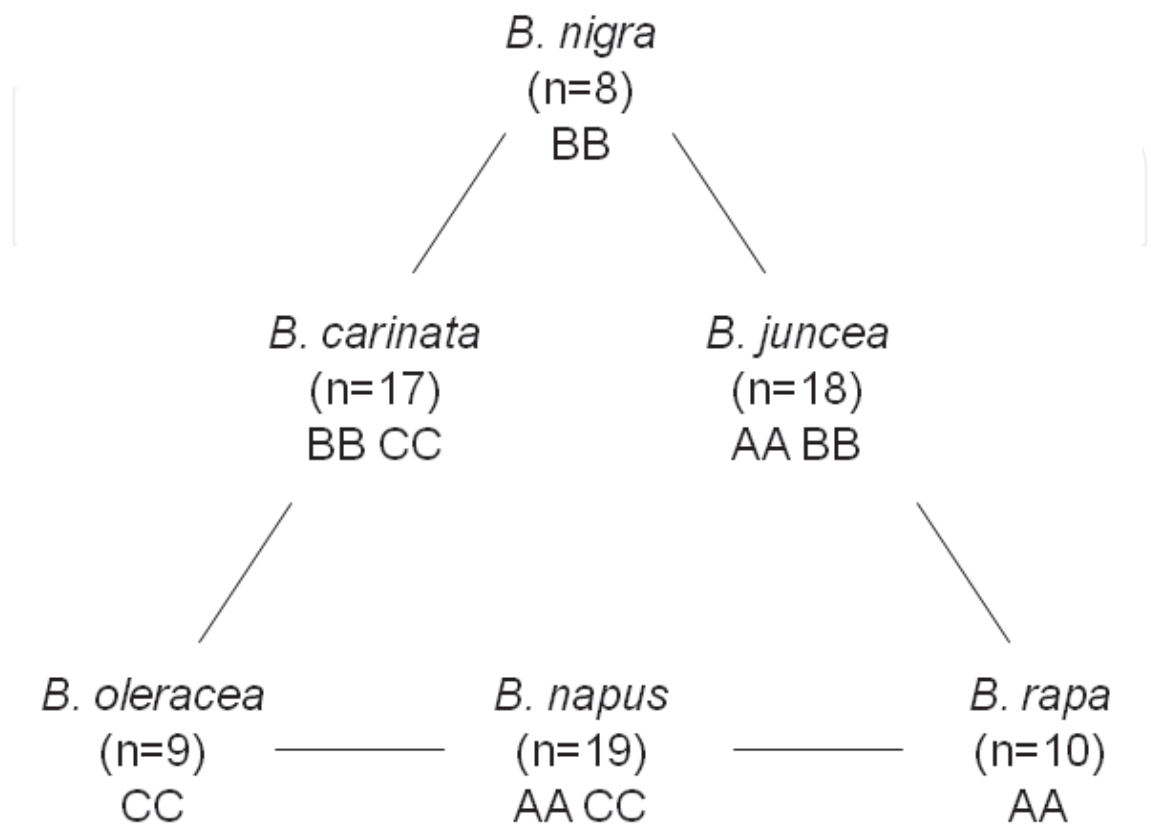 B. nigra
(n=8)
BB
B. carinata
(n=17)
BB CC
B. juncea
(n=18)
AA BB
B. oleracea
(n=9)
CC
B. napus
(n=19)
AA CC
B. rapa
(n=10)
AA